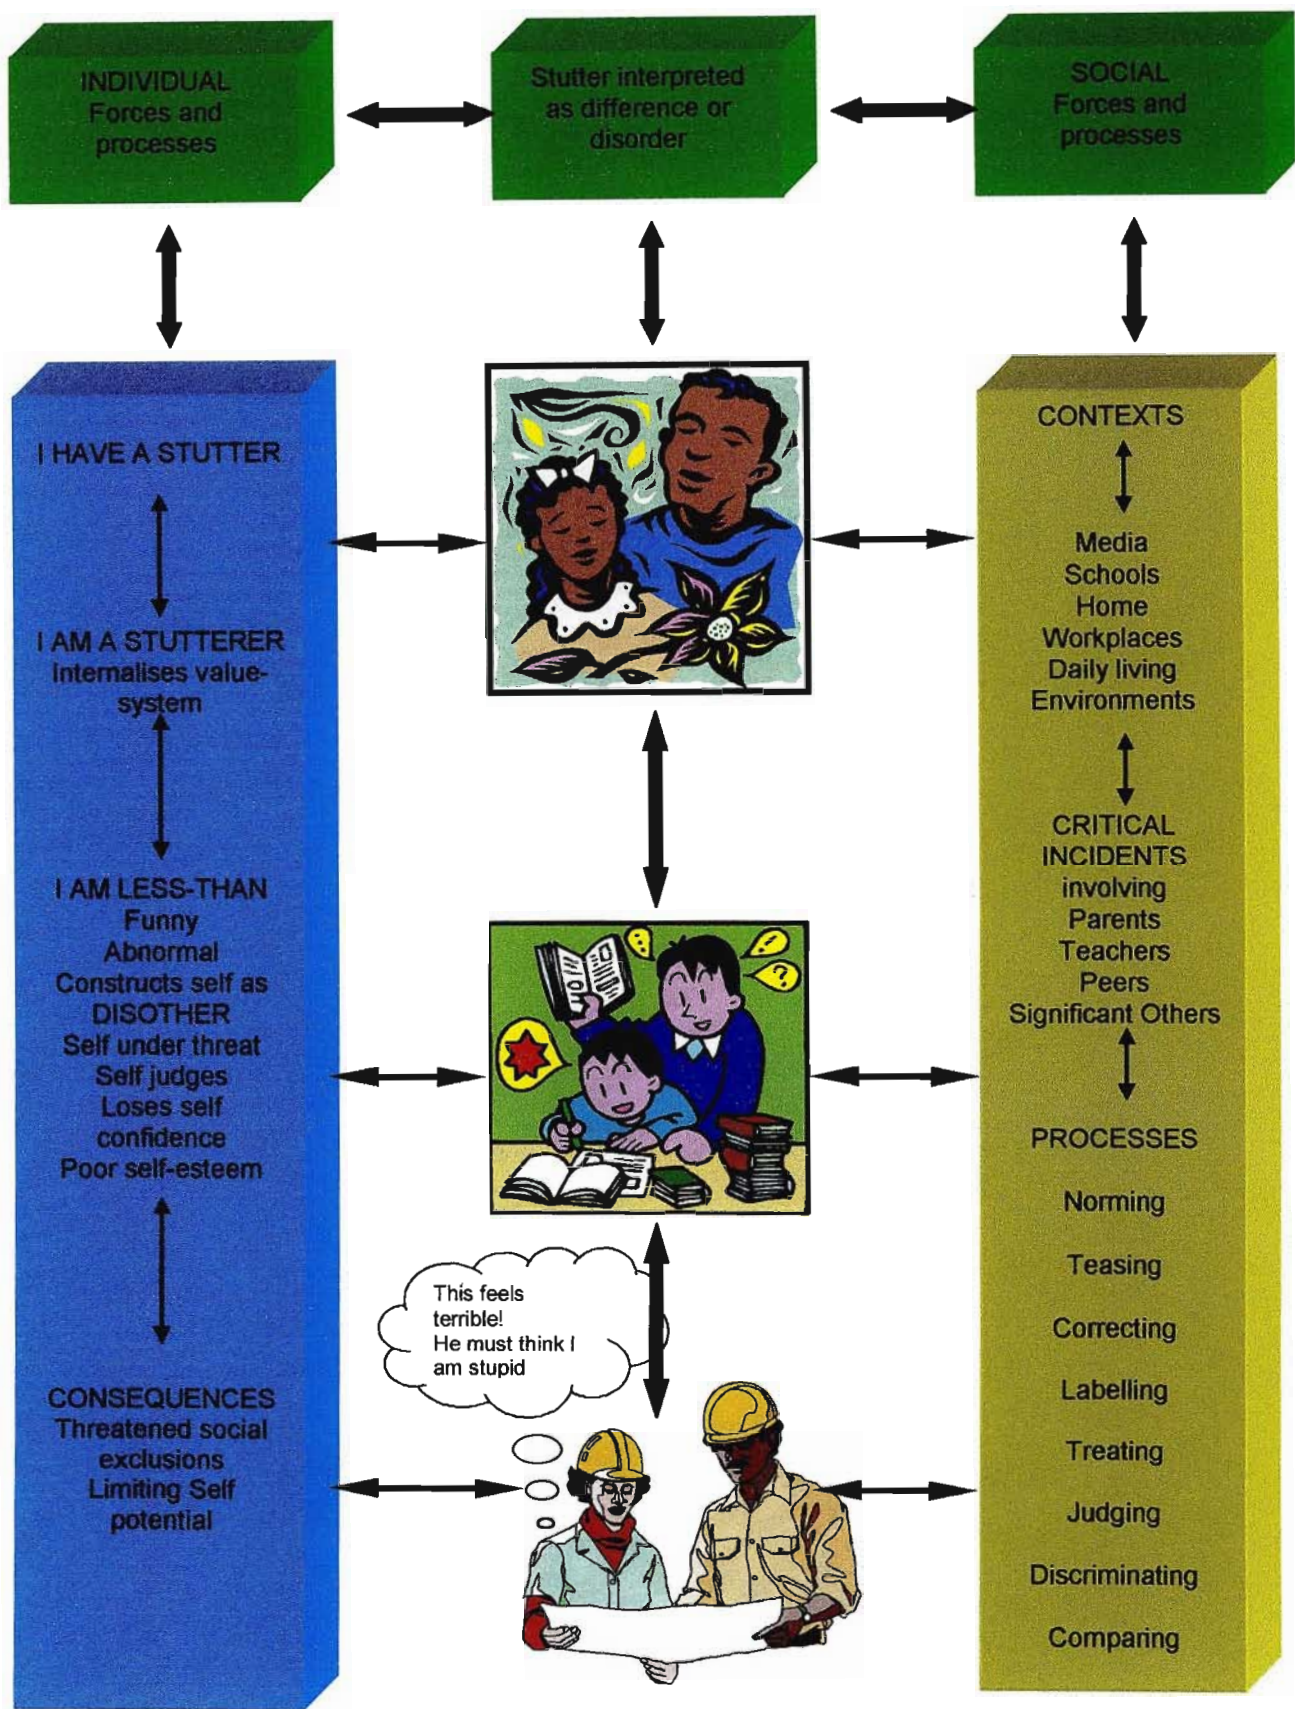 INDIVIDUAL
Forces and
processes
Stutter interpreted
as difference or
disorder
SOCIAL
Forces and
processes
I HAVE A STUTTER
I AM A STUTTERER
Internalises value-
system
I AM LESS-THAN
Funny
Abnormal
Constructs self as
DISOTHER
Self under threat
Self judges
Loses self
confidence
Poor self-esteem
CONSEQUENCES
Threatened social
exclusions
Limiting Self
potential
! ?
This feels
terrible!
He must think I
am stupid
CONTEXTS
Media
Schools
Home
Workplaces
Daily living
Environments
CRITICAL
INCIDENTS
involving
Parents
Teachers
Peers
Significant Others
PROCESSES
Norming
Teasing
Correcting
Labelling
Treating
Judging
Discriminating
Comparing